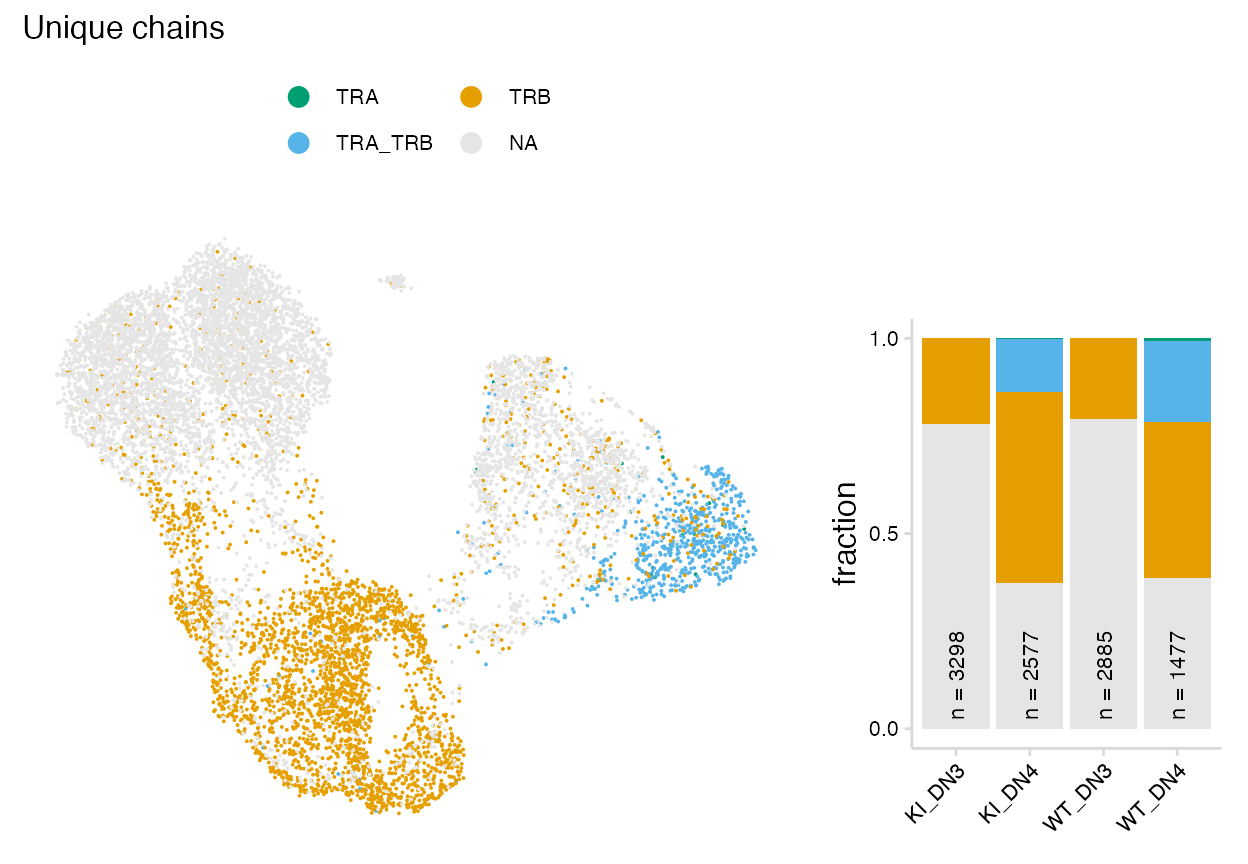 Unique chains
TRA
TRB
TRA_TRB
NA
fraction
1.0
0.5
0.0
n = 3298
n = 2577
n = 2885
n = 1477
KI_DN3
KI_DN4
WT_DN3
WT_DN4